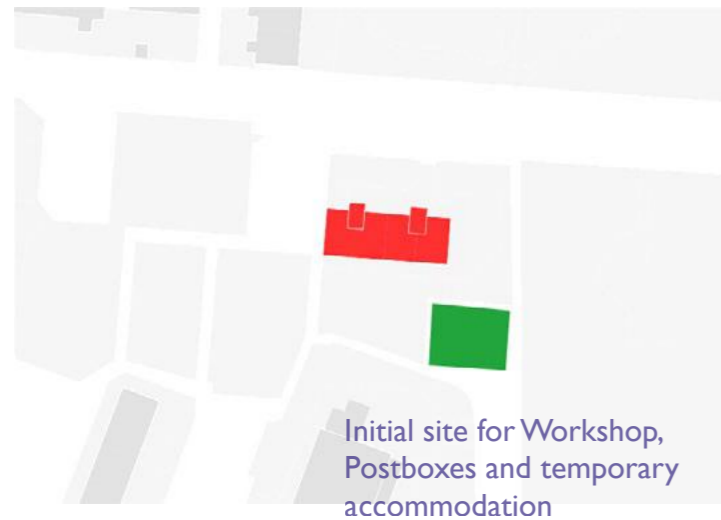 Initial site for Workshop,
Postboxes and temporary
accommodation